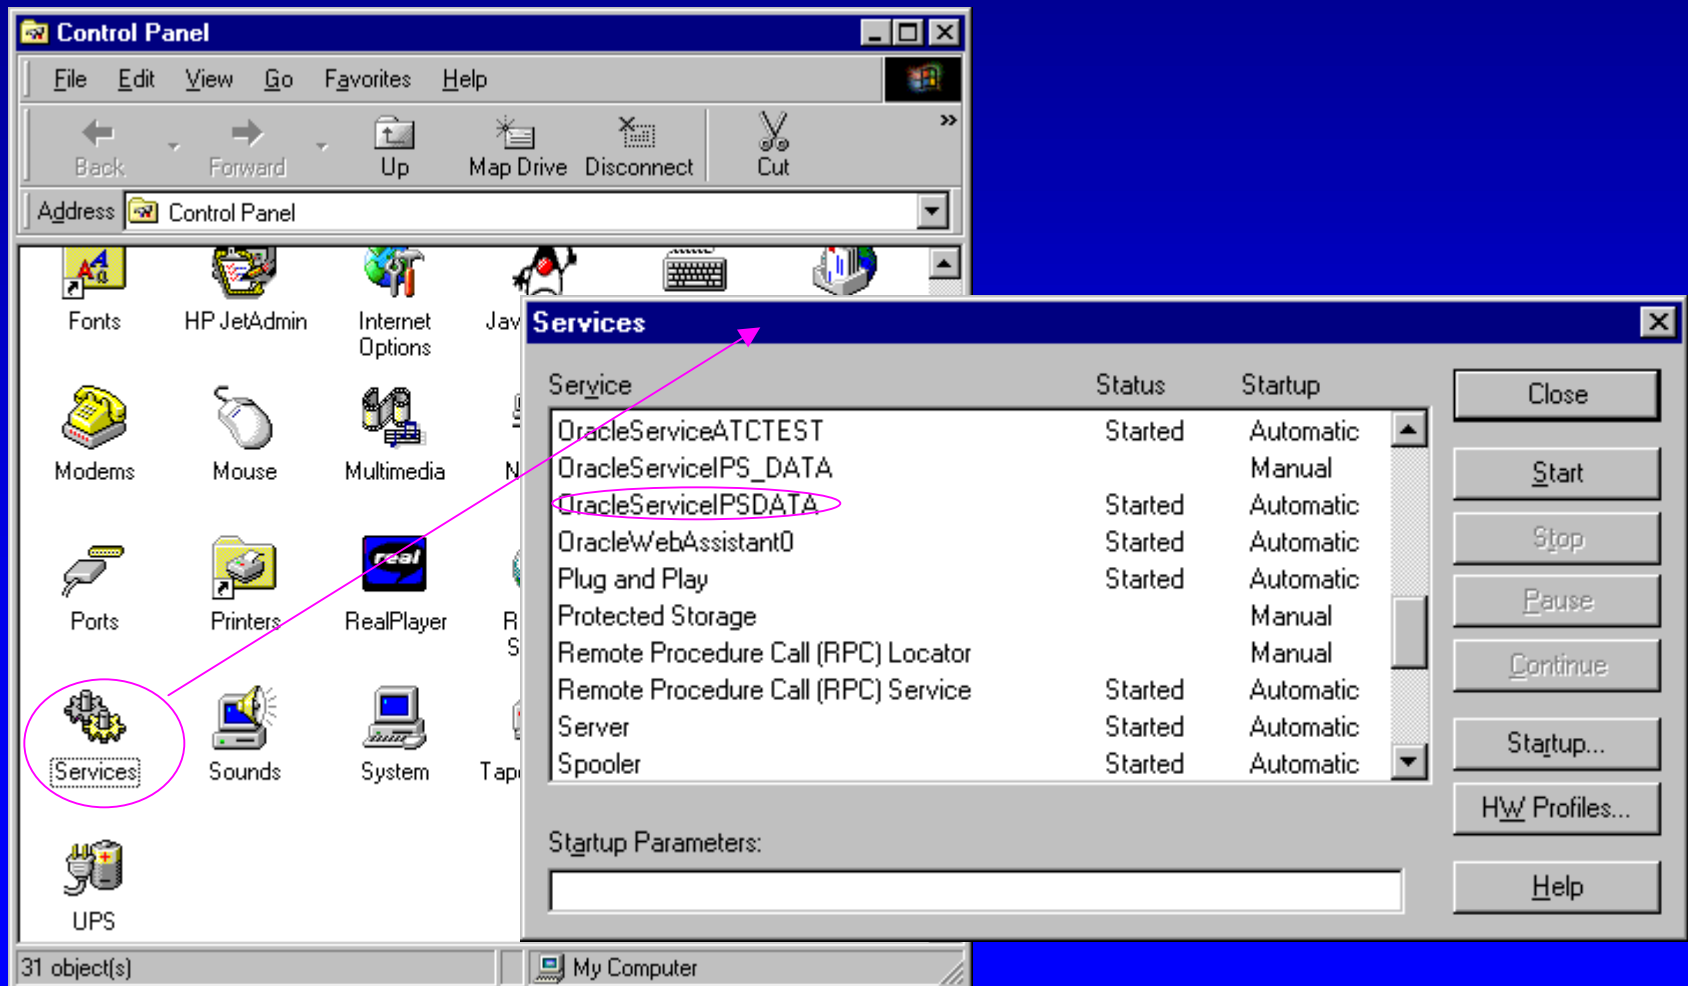 Control Panel
File Edit View Go Favorites Help
Back Forward Up Map Drive Disconnect Cut
Address Control Panel
Fonts HP JetAdmin Internet Options
Modems Mouse Multimedia
Ports Printers RealPlayer
real
Services Sounds System
UPS
31 object(s) My Computer
Services
Service Status Startup
OracleServiceATCTEST Started Automatic
OracleServiceIPS_DATA Manual
OracleServiceIPSDATA Started Automatic
OracleWebAssistant0 Started Automatic
Plug and Play Started Automatic
Protected Storage Manual
Remote Procedure Call (RPC) Locator Manual
Remote Procedure Call (RPC) Service Started Automatic
Server Started Automatic
Spooler Started Automatic
Startup Parameters:
Close
Start
Stop
Pause
Continue
Startup...
HW Profiles...
Help